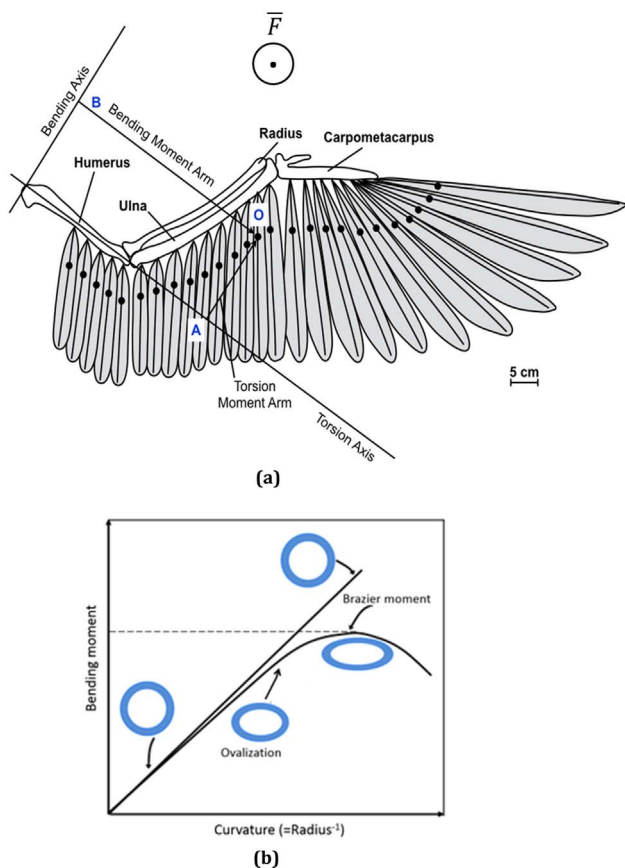 F
Bending Axis
B
Bending Moment Arm
Radius
Carpometacarpus
Humerus
Ulna
O
A
Torsion
Moment Arm
Torsion Axis
5 cm
(a)
Bending moment
Brazier moment
Ovalization
Curvature (=Radius⁻¹)
(b)